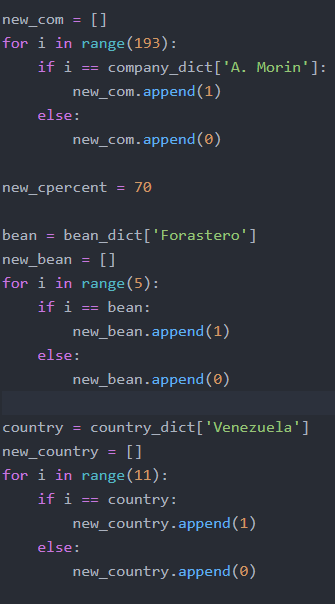 new_com = []
for i in range(193):
    if i == company_dict['A. Morin']:
        new_com.append(1)
    else:
        new_com.append(0)

new_cpercent = 70

bean = bean_dict['Forastero']
new_bean = []
for i in range(5):
    if i == bean:
        new_bean.append(1)
    else:
        new_bean.append(0)

country = country_dict['Venezuela']
new_country = []
for i in range(11):
    if i == country:
        new_country.append(1)
    else:
        new_country.append(0)